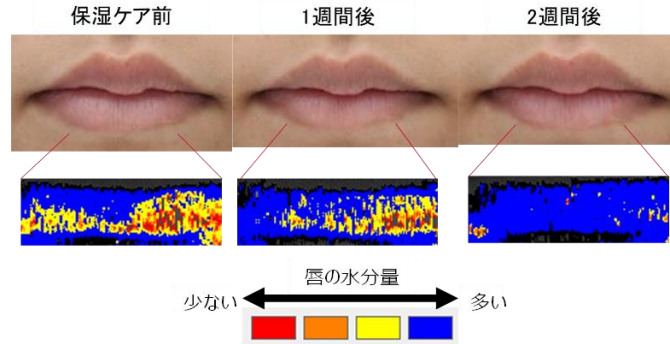 保湿ケア前
1週間後
2週間後
唇の水分量
少ない
多い